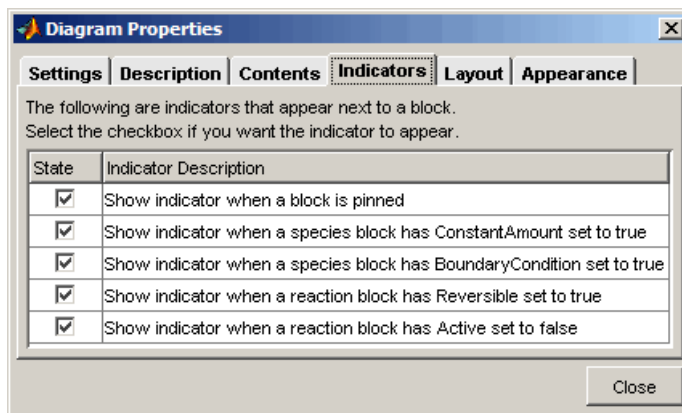 Diagram Properties
Settings Description Contents Indicators Layout Appearance
The following are indicators that appear next to a block.
Select the checkbox if you want the indicator to appear.
State Indicator Description
Show indicator when a block is pinned
Show indicator when a species block has ConstantAmount set to true
Show indicator when a species block has BoundaryCondition set to true
Show indicator when a reaction block has Reversible set to true
Show indicator when a reaction block has Active set to false
Close